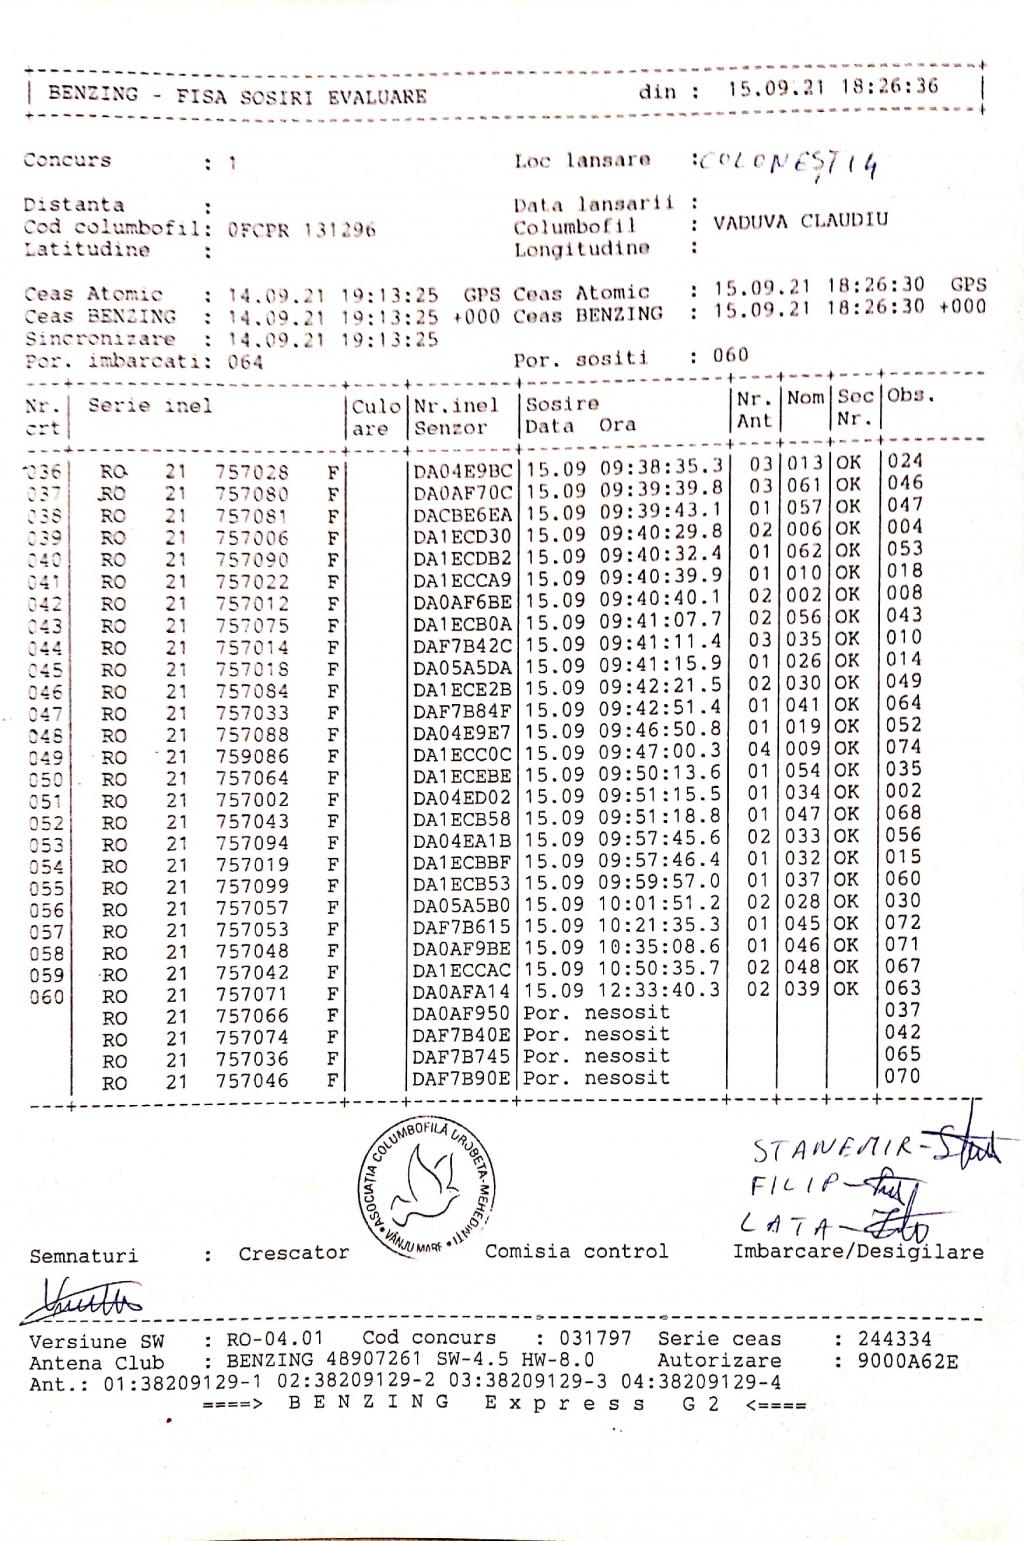 BENZING - FISA SOSIRI EVALUARE din : 15.09.21 18:26:36
Concurs : 1 Loc lansare : COLONEȘTI 4
Distanta : Data lansarii :
Cod columbofil: 0FCPR 131296 Columbofil : VADUVA CLAUDIU
Latitudine : Longitudine :
Ceas Atomic : 14.09.21 19:13:25 GPS Ceas Atomic : 15.09.21 18:26:30 GPS
Ceas BENZING : 14.09.21 19:13:25 +000 Ceas BENZING : 15.09.21 18:26:30 +000
Sincronizare : 14.09.21 19:13:25
Por. imbarcati: 064 Por. sositi : 060
Nr. Serie inel Culo Nr.inel Sosire Nr. Nom Sec Obs.
crt are Senzor Data Ora Ant Nr.
036 RO 21 757028 F DA04E9BC 15.09 09:38:35.3 03 013 OK 024
037 RO 21 757080 F DA0AF70C 15.09 09:39:39.8 03 061 OK 046
038 RO 21 757081 F DACBE6EA 15.09 09:39:43.1 01 057 OK 047
039 RO 21 757006 F DA1ECD30 15.09 09:40:29.8 02 006 OK 004
040 RO 21 757090 F DA1ECDB2 15.09 09:40:32.4 01 062 OK 053
041 RO 21 757022 F DA1ECCA9 15.09 09:40:39.9 01 010 OK 018
042 RO 21 757012 F DA0AF6BE 15.09 09:40:40.1 02 002 OK 008
043 RO 21 757075 F DA1ECB0A 15.09 09:41:07.7 02 056 OK 043
044 RO 21 757014 F DAF7B42C 15.09 09:41:11.4 03 035 OK 010
045 RO 21 757018 F DA05A5DA 15.09 09:41:15.9 01 026 OK 014
046 RO 21 757084 F DA1ECE2B 15.09 09:42:21.5 02 030 OK 049
047 RO 21 757033 F DAF7B84F 15.09 09:42:51.4 01 041 OK 064
048 RO 21 757088 F DA04E9E7 15.09 09:46:50.8 01 019 OK 052
049 RO 21 759086 F DA1ECC0C 15.09 09:47:00.3 04 009 OK 074
050 RO 21 757064 F DA1ECEBE 15.09 09:50:13.6 01 054 OK 035
051 RO 21 757002 F DA04ED02 15.09 09:51:15.5 01 034 OK 002
052 RO 21 757043 F DA1ECB58 15.09 09:51:18.8 01 047 OK 068
053 RO 21 757094 F DA04EA1B 15.09 09:57:45.6 02 033 OK 056
054 RO 21 757019 F DA1ECBBF 15.09 09:57:46.4 01 032 OK 015
055 RO 21 757099 F DA1ECB53 15.09 09:59:57.0 01 037 OK 060
056 RO 21 757057 F DA05A5B0 15.09 10:01:51.2 02 028 OK 030
057 RO 21 757053 F DAF7B615 15.09 10:21:35.3 01 045 OK 072
058 RO 21 757048 F DA0AF9BE 15.09 10:35:08.6 01 046 OK 071
059 RO 21 757042 F DA1ECCAC 15.09 10:50:35.7 02 048 OK 067
060 RO 21 757071 F DA0AFA14 15.09 12:33:40.3 02 039 OK 063
RO 21 757066 F DA0AF950 Por. nesosit 037
RO 21 757074 F DAF7B40E Por. nesosit 042
RO 21 757036 F DAF7B745 Por. nesosit 065
RO 21 757046 F DAF7B90E Por. nesosit 070
ASOCIAȚIA COLUMBOFILĂ DROBETA-MEHEDINȚI
VÂNJU MARE
STANEMIR-
FILIP-
LATA-
Semnaturi : Crescator Comisia control Imbarcare/Desigilare
Versiune SW : RO-04.01 Cod concurs : 031797 Serie ceas : 244334
Antena Club : BENZING 48907261 SW-4.5 HW-8.0 Autorizare : 9000A62E
Ant.: 01:38209129-1 02:38209129-2 03:38209129-3 04:38209129-4
====> B E N Z I N G E x p r e s s G 2 <====